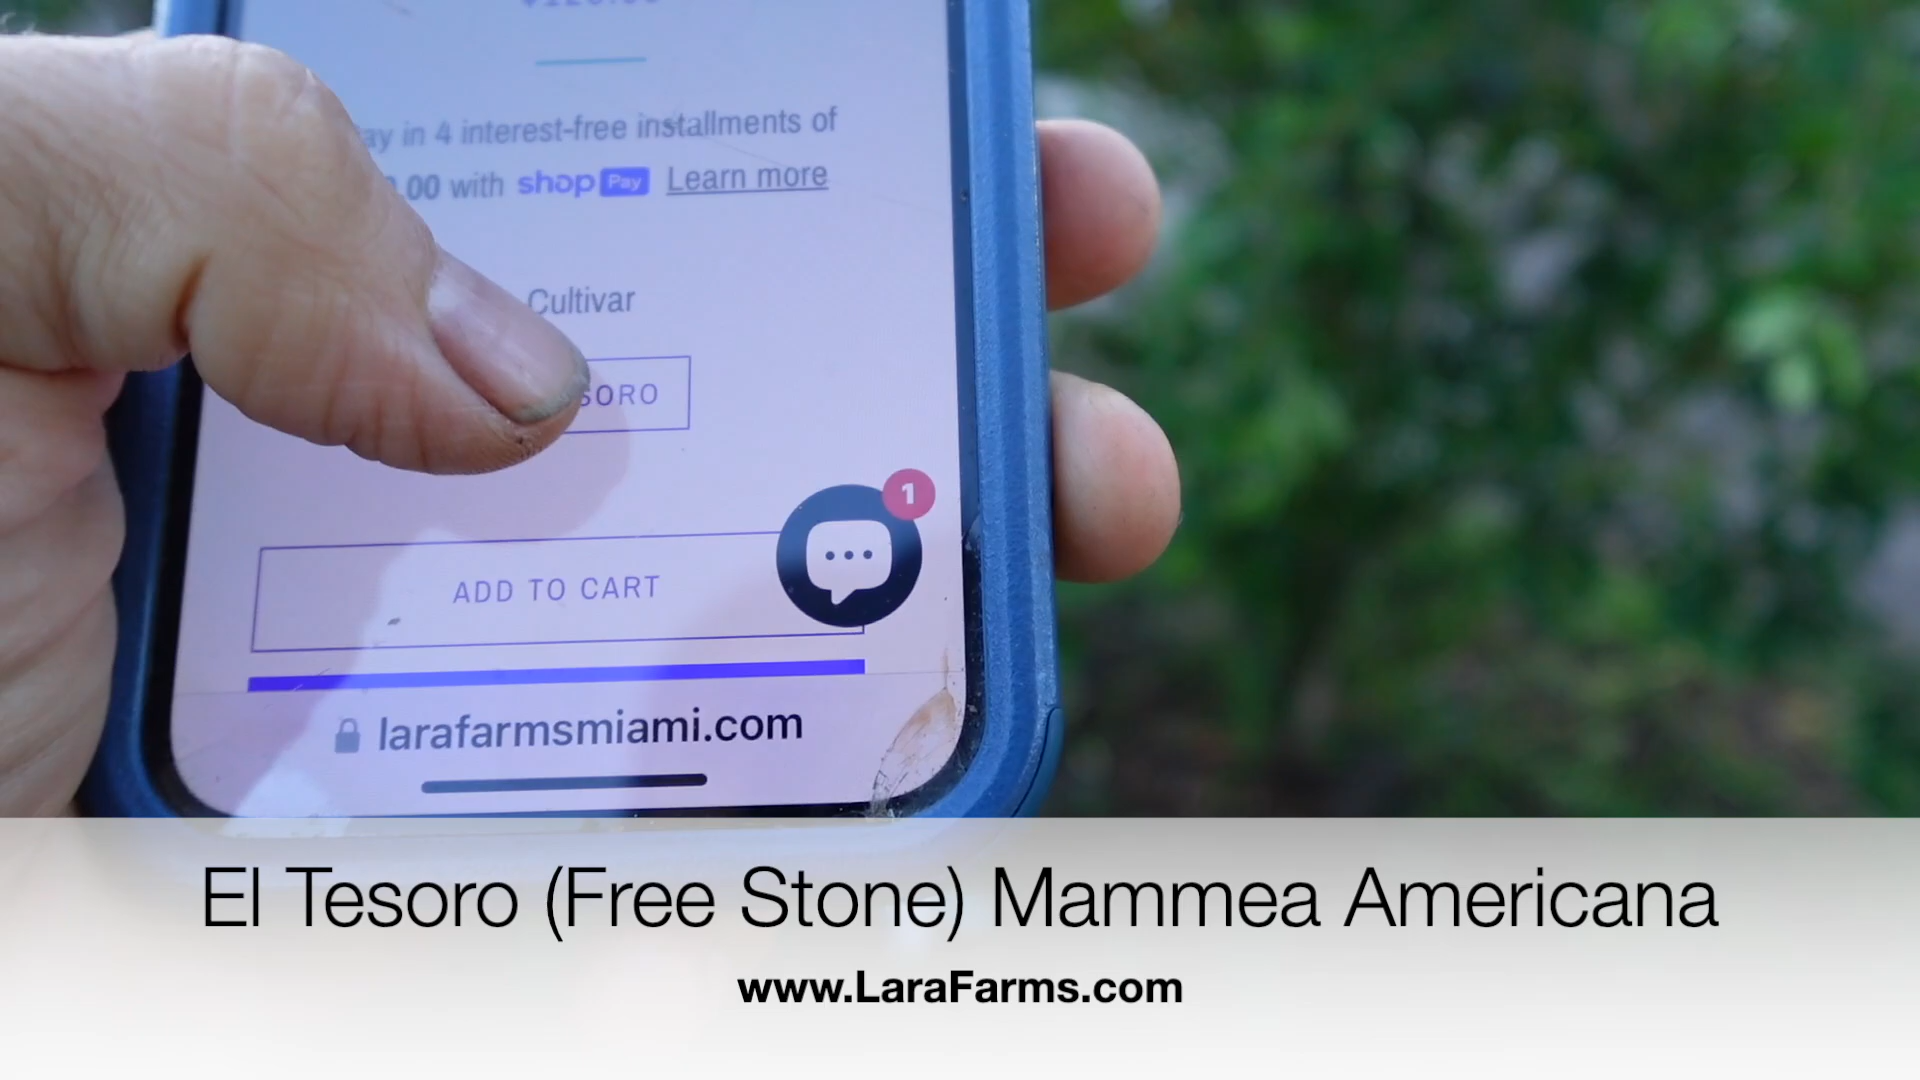 ay in 4 interest-free installments of
.00 with shop Pay Learn more
Cultivar
SORO
1
ADD TO CART
larafarmsmiami.com
El Tesoro (Free Stone) Mammea Americana
www.LaraFarms.com